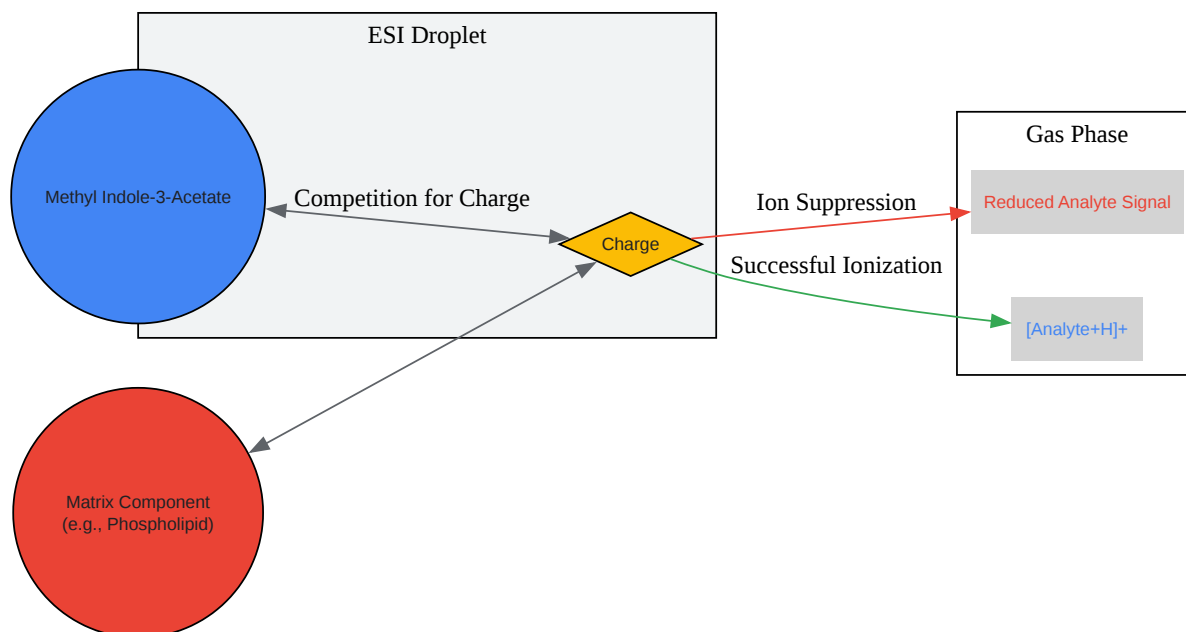 ESI Droplet
Gas Phase
Methyl Indole-3-Acetate
Competition for Charge
Charge
Ion Suppression
Reduced Analyte Signal
Successful Ionization
[Analyte+H]+
Matrix Component
(e.g., Phospholipid)